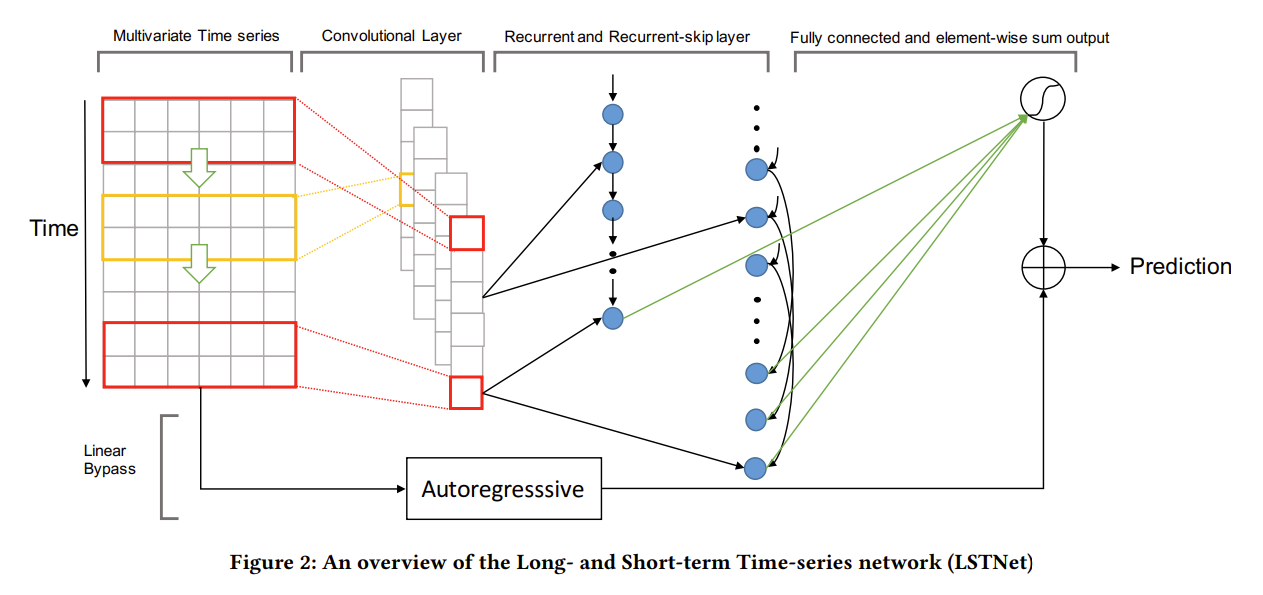 Multivariate Time series
Convolutional Layer
Recurrent and Recurrent-skip layer
Fully connected and element-wise sum output
Time
Prediction
Linear
Bypass
Autoregresssive
Figure 2: An overview of the Long- and Short-term Time-series network (LSTNet)